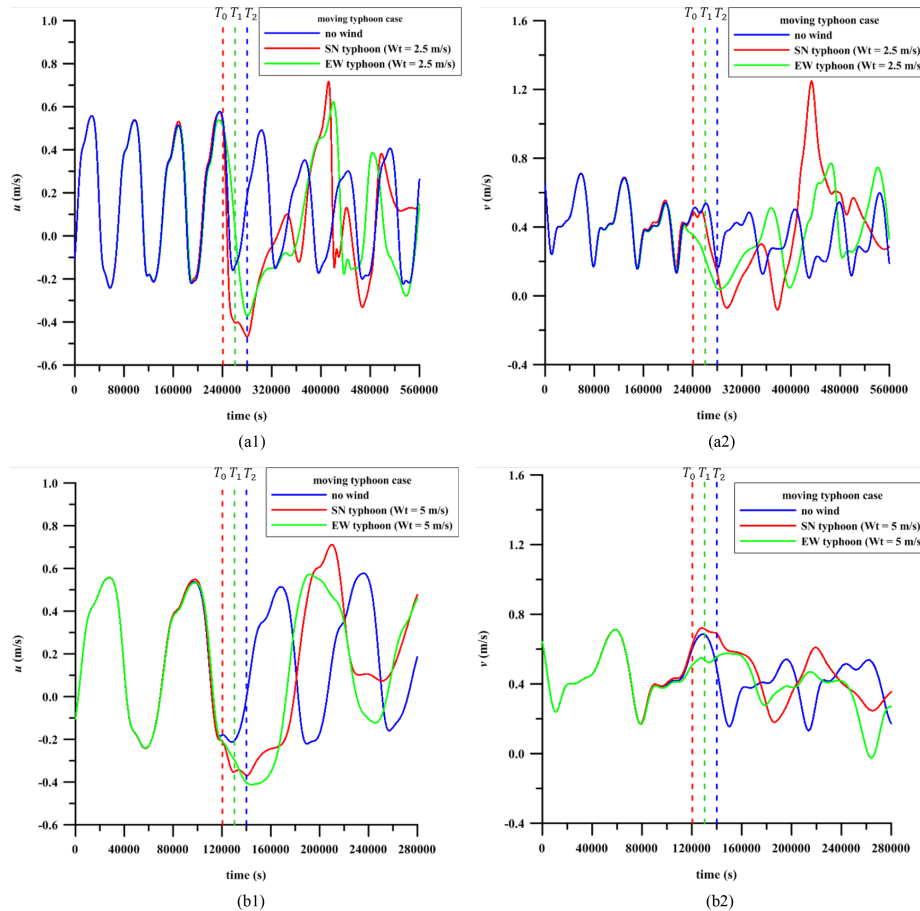 T0 T1 T2
moving typhoon case
no wind
SN typhoon (Wt = 2.5 m/s)
EW typhoon (Wt = 2.5 m/s)
1.0
0.8
0.6
0.4
0.2
0.0
-0.2
-0.4
-0.6
u (m/s)
0 80000 160000 240000 320000 400000 480000 560000
time (s)
(a1)
T0 T1 T2
moving typhoon case
no wind
SN typhoon (Wt = 2.5 m/s)
EW typhoon (Wt = 2.5 m/s)
1.6
1.2
0.8
0.4
0.0
-0.4
v (m/s)
0 80000 160000 240000 320000 400000 480000 560000
time (s)
(a2)
T0 T1 T2
moving typhoon case
no wind
SN typhoon (Wt = 5 m/s)
EW typhoon (Wt = 5 m/s)
1.0
0.8
0.6
0.4
0.2
0.0
-0.2
-0.4
-0.6
u (m/s)
0 40000 80000 120000 160000 200000 240000 280000
time (s)
(b1)
T0 T1 T2
moving typhoon case
no wind
SN typhoon (Wt = 5 m/s)
EW typhoon (Wt = 5 m/s)
1.6
1.2
0.8
0.4
0.0
-0.4
v (m/s)
0 40000 80000 120000 160000 200000 240000 280000
time (s)
(b2)